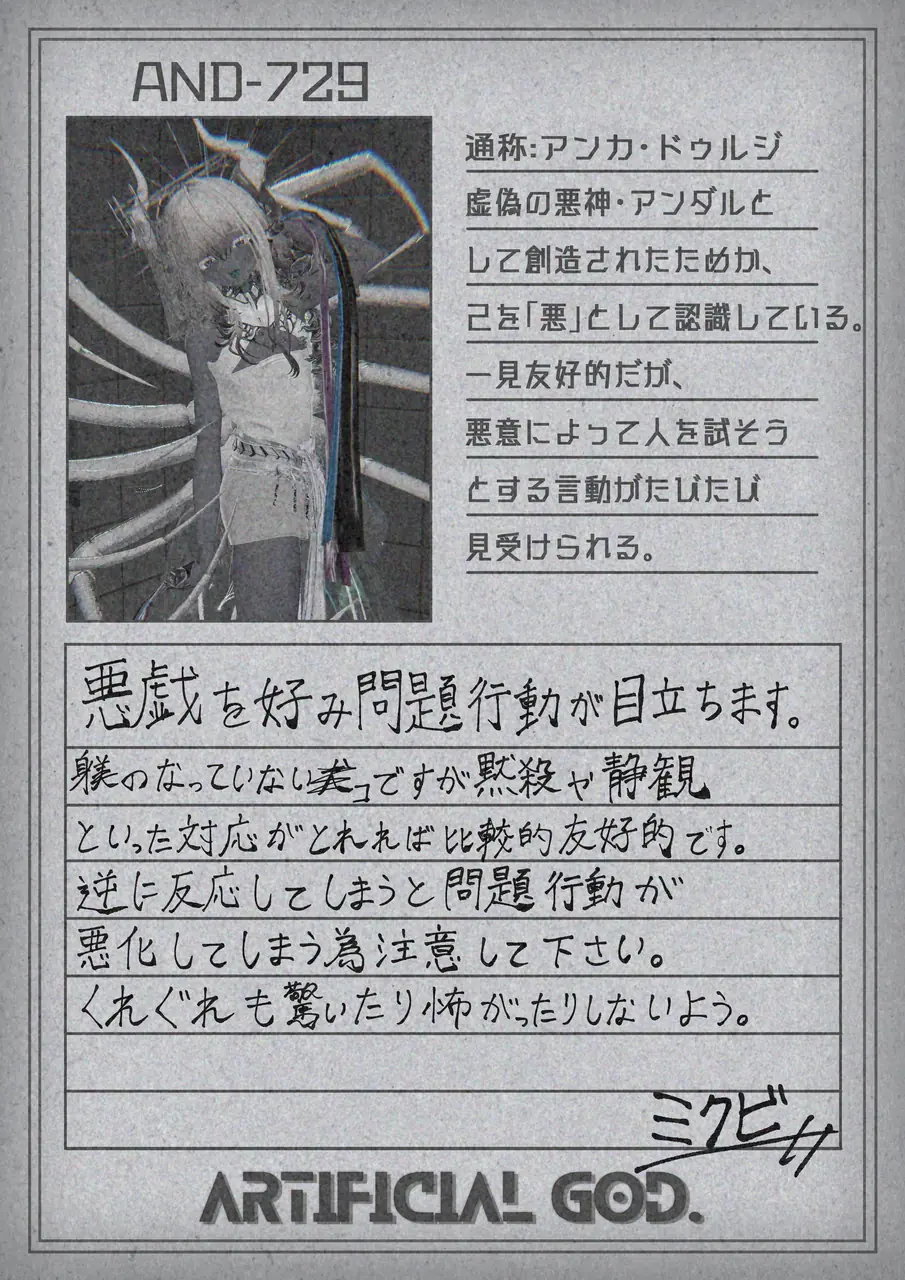 AND-729
通称:アンカ・ドゥルジ
虚偽の悪神・アンダルと
して創造されたためか、
己を「悪」として認識している。
一見友好的だが、
悪意によって人を試そう
とする言動がたびたび
見受けられる。
悪戯を好み問題行動が目立ちます。
躾のなっていないコですが黙殺や静観
といった対応がとれれば比較的友好的です。
逆に反応してしまうと問題行動が
悪化してしまう為注意して下さい。
くれぐれも驚いたり怖がったりしないよう。
ミクビ
ARTIFICIAL GOD.